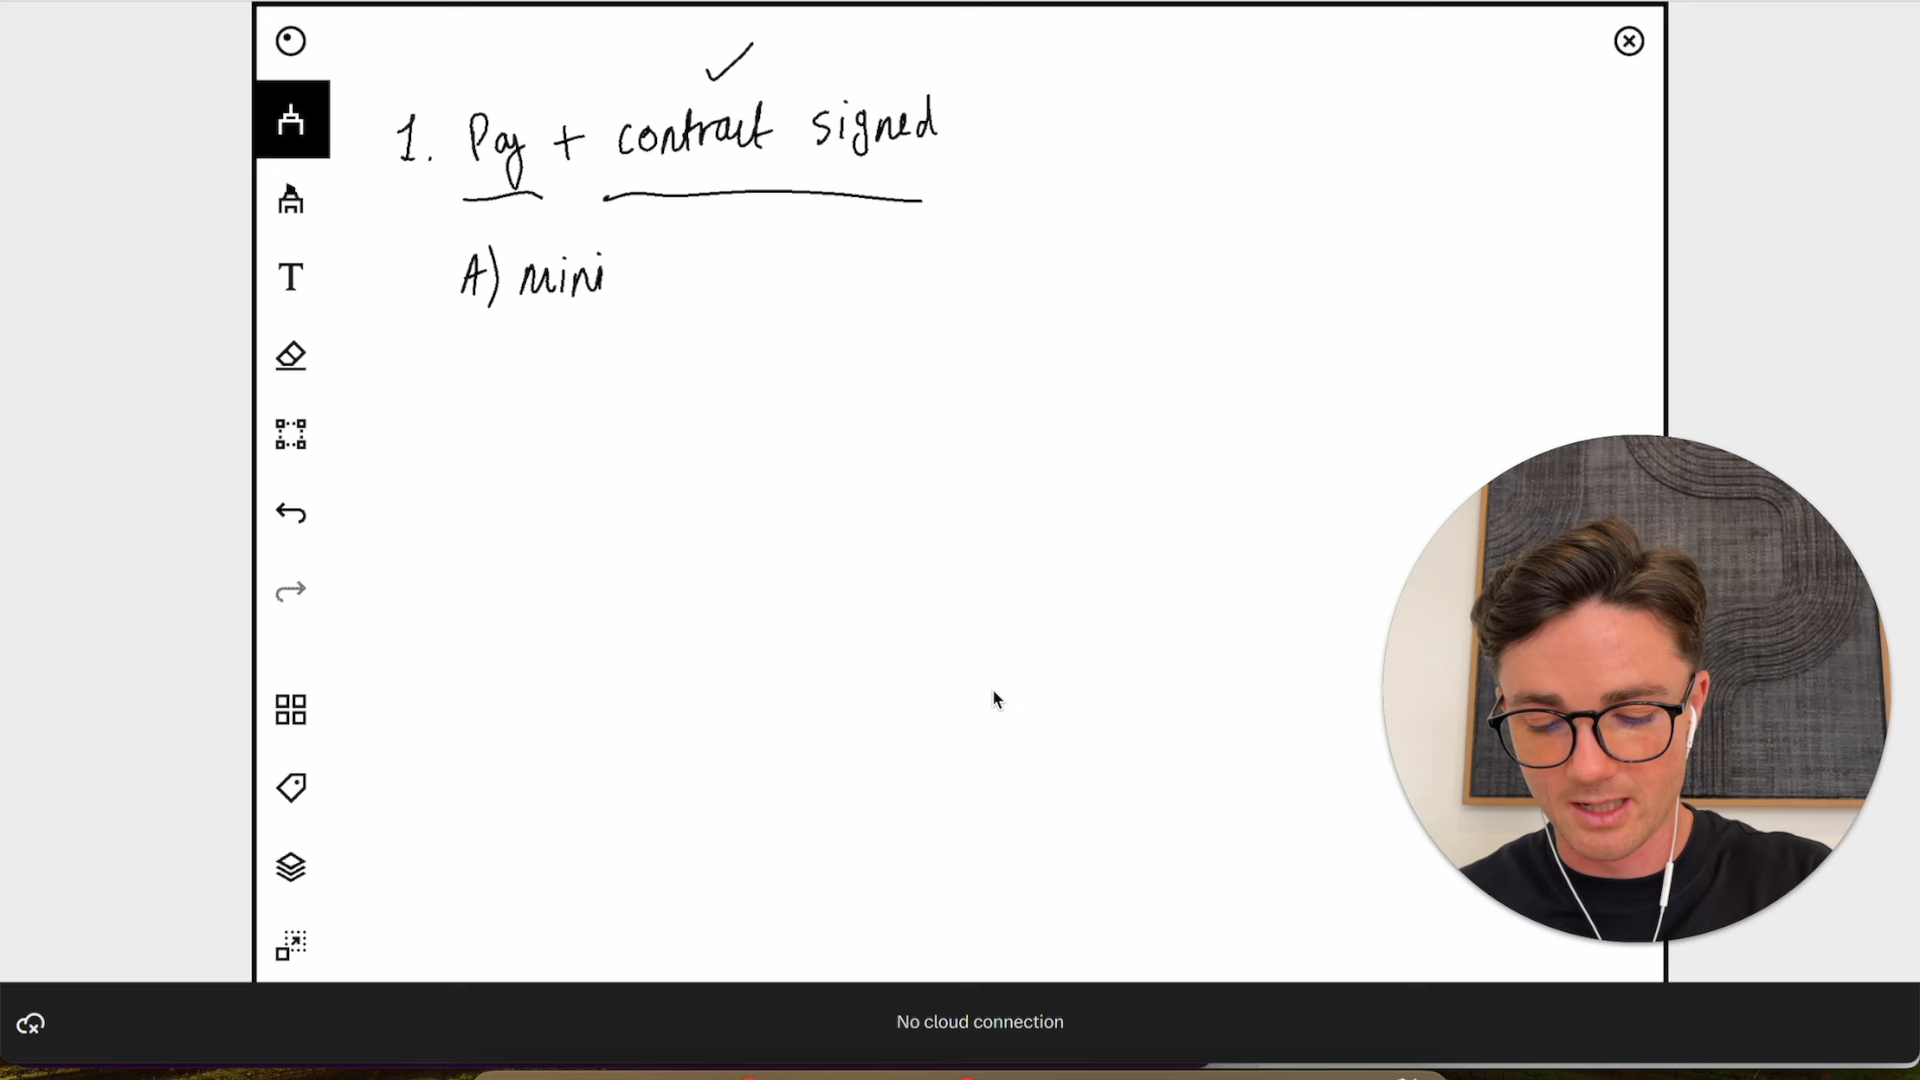 1. Pay + contract signed
A) mini
T
No cloud connection